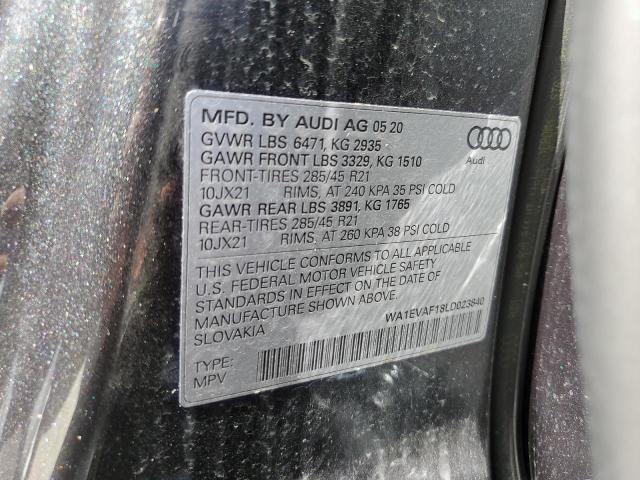 MFD. BY AUDI AG 05 20
GVWR LBS 6471, KG 2935
GAWR FRONT LBS 3329, KG 1510
FRONT-TIRES 285/45 R21
10JX21 RIMS, AT 240 KPA 35 PSI COLD
GAWR REAR LBS 3891, KG 1765
REAR-TIRES 285/45 R21
10JX21 RIMS, AT 260 KPA 38 PSI COLD
Audi
THIS VEHICLE CONFORMS TO ALL APPLICABLE
U.S. FEDERAL MOTOR VEHICLE SAFETY
STANDARDS IN EFFECT ON THE DATE OF
MANUFACTURE SHOWN ABOVE.
SLOVAKIA
WA1EVAF18LD023840
TYPE:
MPV